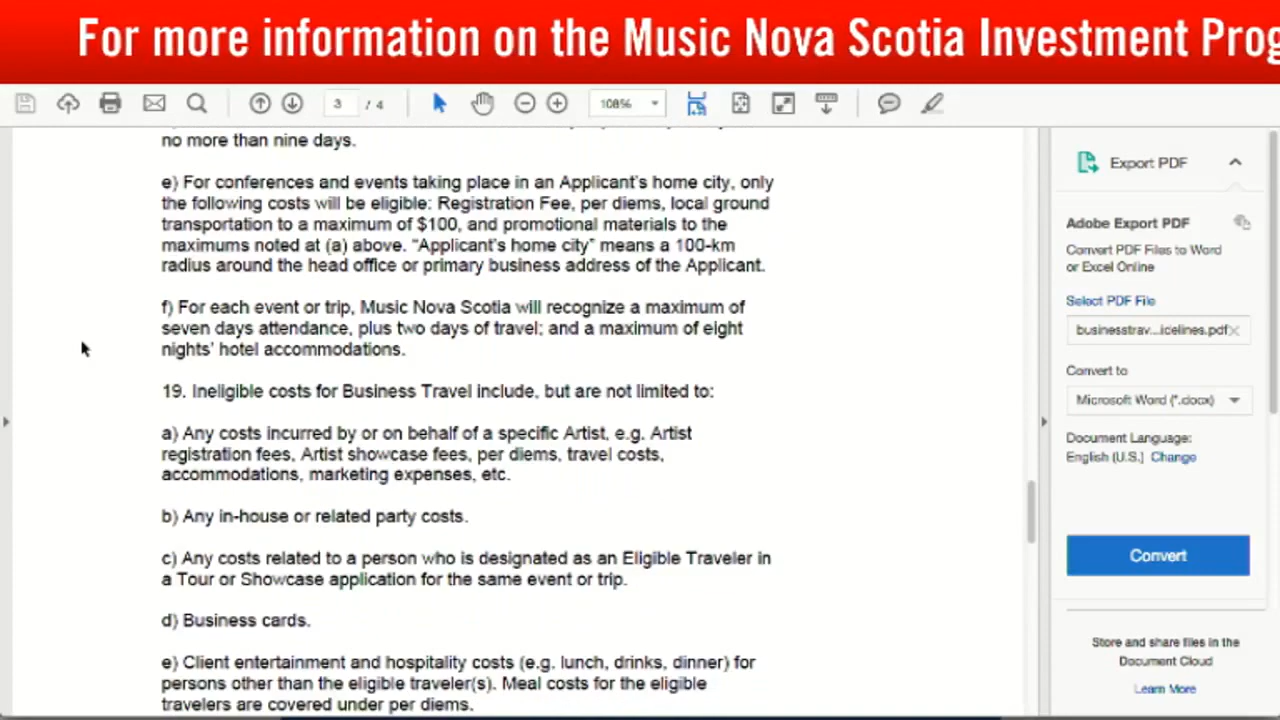 For more information on the Music Nova Scotia Investment Prog
3 / 4
108%
no more than nine days.
e) For conferences and events taking place in an Applicant's home city, only
the following costs will be eligible: Registration Fee, per diems, local ground
transportation to a maximum of $100, and promotional materials to the
maximums noted at (a) above. “Applicant's home city” means a 100-km
radius around the head office or primary business address of the Applicant.
f) For each event or trip, Music Nova Scotia will recognize a maximum of
seven days attendance, plus two days of travel; and a maximum of eight
nights' hotel accommodations.
19. Ineligible costs for Business Travel include, but are not limited to:
a) Any costs incurred by or on behalf of a specific Artist, e.g. Artist
registration fees, Artist showcase fees, per diems, travel costs,
accommodations, marketing expenses, etc.
b) Any in-house or related party costs.
c) Any costs related to a person who is designated as an Eligible Traveler in
a Tour or Showcase application for the same event or trip.
d) Business cards.
e) Client entertainment and hospitality costs (e.g. lunch, drinks, dinner) for
persons other than the eligible traveler(s). Meal costs for the eligible
travelers are covered under per diems.
Export PDF
Adobe Export PDF
Convert PDF Files to Word
or Excel Online
Select PDF File
businesstrav...icelines.pdf
Convert to
Microsoft Word (*.docx)
Document Language:
English (U.S.) Change
Convert
Store and share files in the
Document Cloud
Learn More